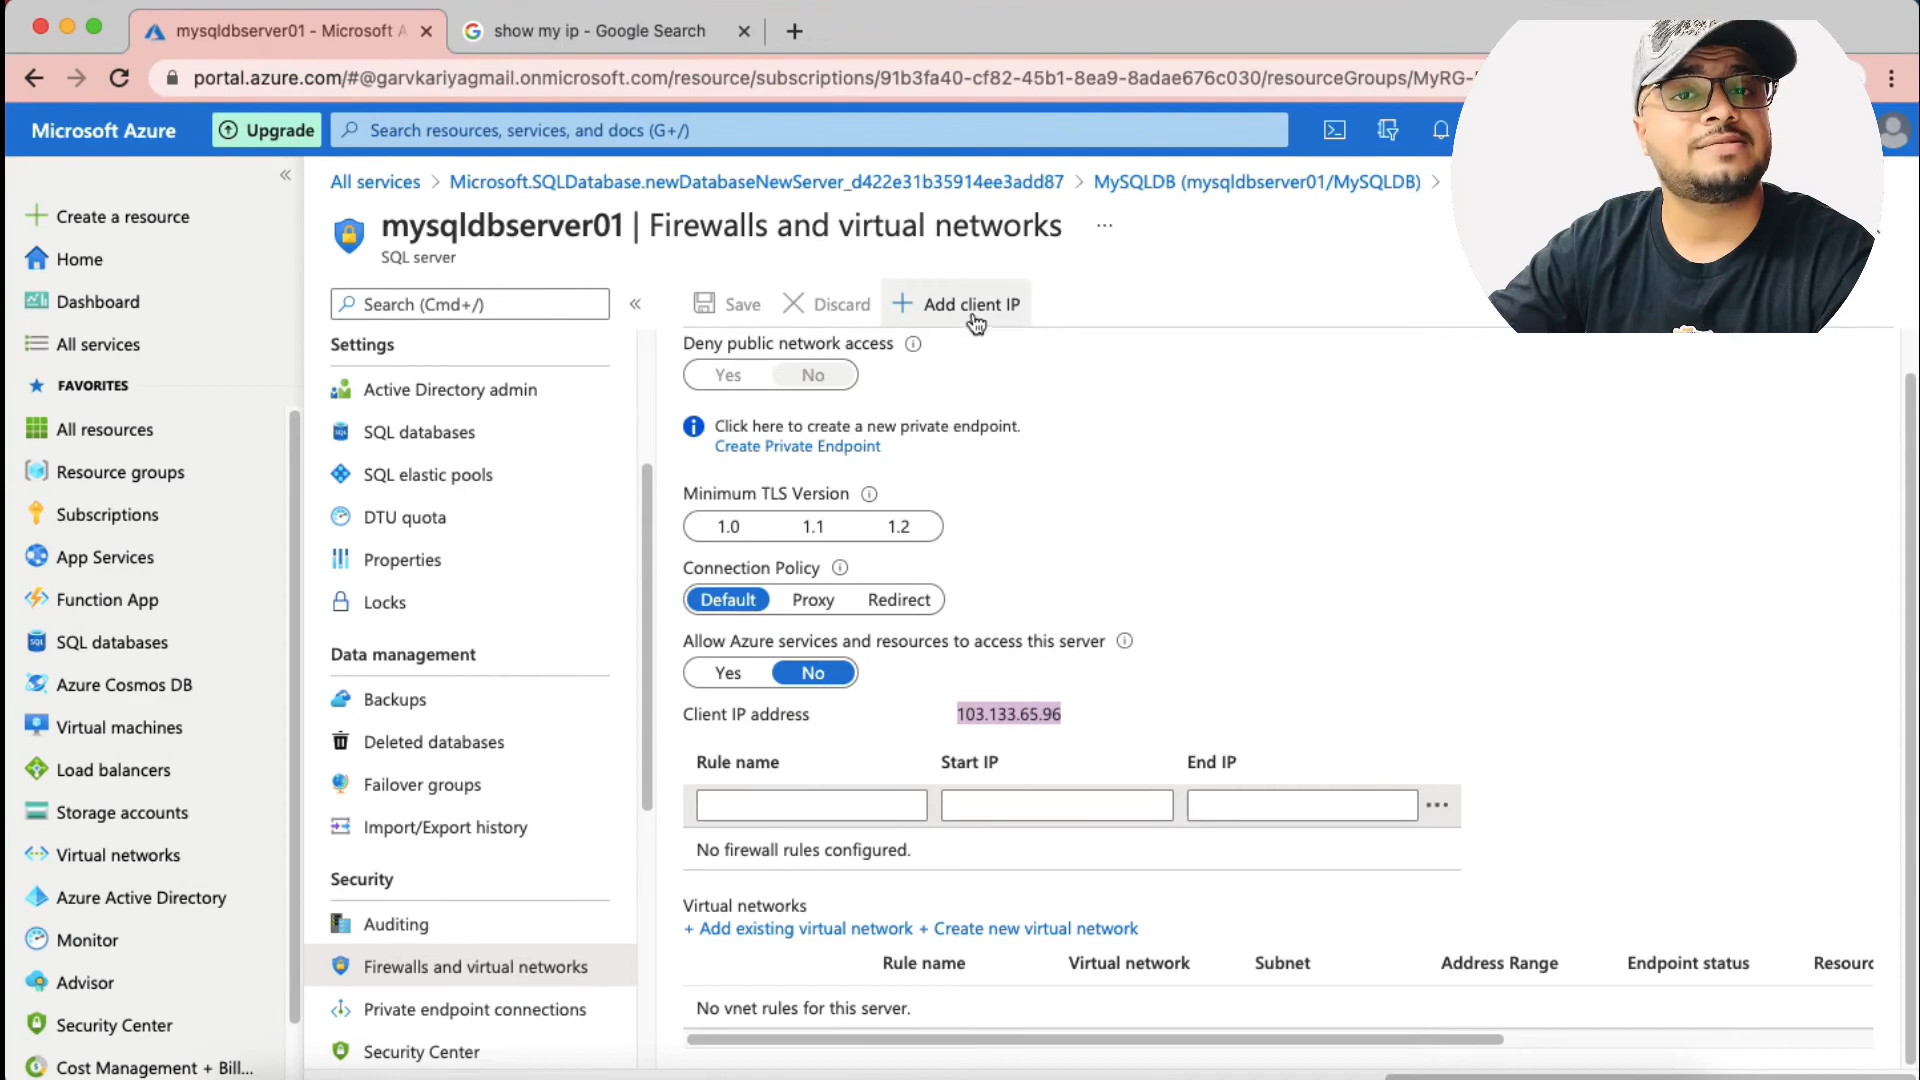 mysqldbserver01 - Microsoft A
show my ip - Google Search
portal.azure.com/#@garvkariyagmail.onmicrosoft.com/resource/subscriptions/91b3fa40-cf82-45b1-8ea9-8adae676c030/resourceGroups/MyRG-
Microsoft Azure
Upgrade
Search resources, services, and docs (G+/)
All services > Microsoft.SQLDatabase.newDatabaseNewServer_d422e31b35914ee3add87 > MySQLDB (mysqldbserver01/MySQLDB) >
mysqldbserver01 | Firewalls and virtual networks ...
SQL server
Create a resource
Home
Dashboard
All services
FAVORITES
All resources
Resource groups
Subscriptions
App Services
Function App
SQL databases
Azure Cosmos DB
Virtual machines
Load balancers
Storage accounts
Virtual networks
Azure Active Directory
Monitor
Advisor
Security Center
Cost Management + Bill...
Search (Cmd+/)
Settings
Active Directory admin
SQL databases
SQL elastic pools
DTU quota
Properties
Locks
Data management
Backups
Deleted databases
Failover groups
Import/Export history
Security
Auditing
Firewalls and virtual networks
Private endpoint connections
Security Center
Save Discard + Add client IP
Deny public network access
Yes No
Click here to create a new private endpoint.
Create Private Endpoint
Minimum TLS Version
1.0 1.1 1.2
Connection Policy
Default Proxy Redirect
Allow Azure services and resources to access this server
Yes No
Client IP address 103.133.65.96
Rule name Start IP End IP
No firewall rules configured.
Virtual networks
+ Add existing virtual network + Create new virtual network
Rule name Virtual network Subnet Address Range Endpoint status Resourc
No vnet rules for this server.